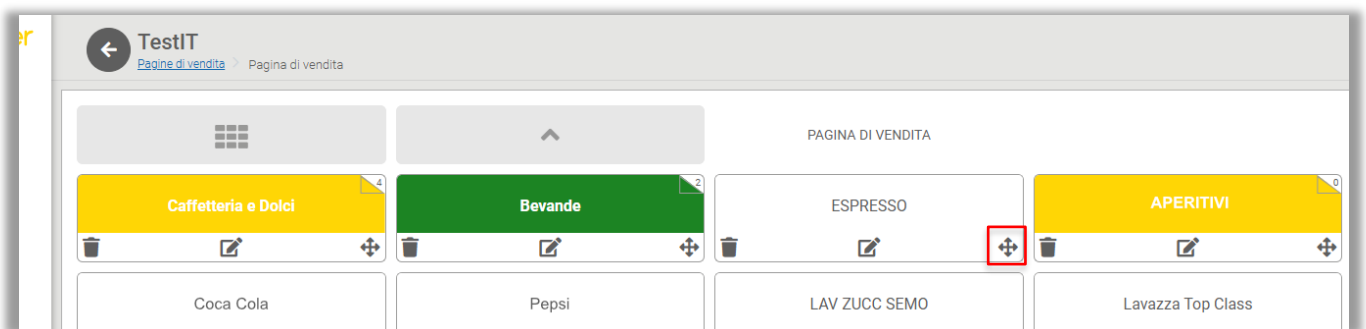 er
TestIT
Pagine di vendita > Pagina di vendita
PAGINA DI VENDITA
Caffetteria e Dolci 4
Bevande 2
ESPRESSO
APERITIVI 0
Coca Cola
Pepsi
LAV ZUCC SEMO
Lavazza Top Class